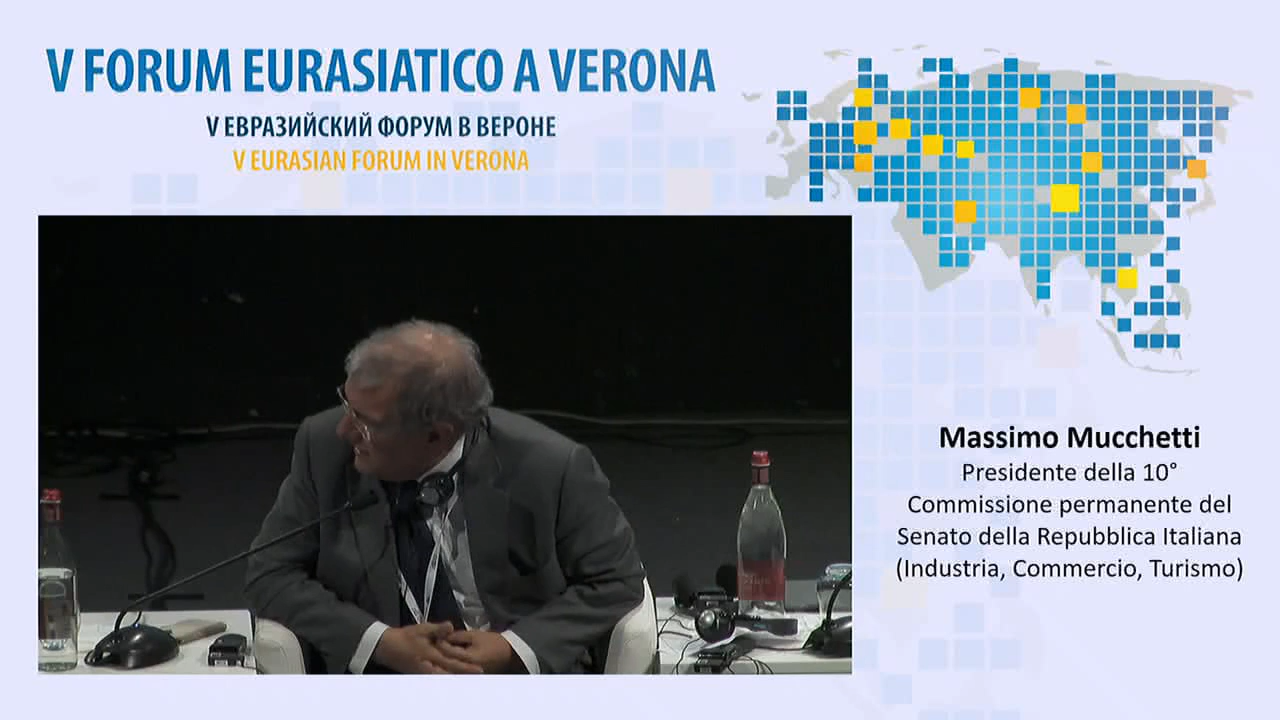 V FORUM EURASIATICO A VERONA
V ЕВРАЗИЙСКИЙ ФОРУМ В ВЕРОНЕ
V EURASIAN FORUM IN VERONA
Massimo Mucchetti
Presidente della 10°
Commissione permanente del
Senato della Repubblica Italiana
(Industria, Commercio, Turismo)